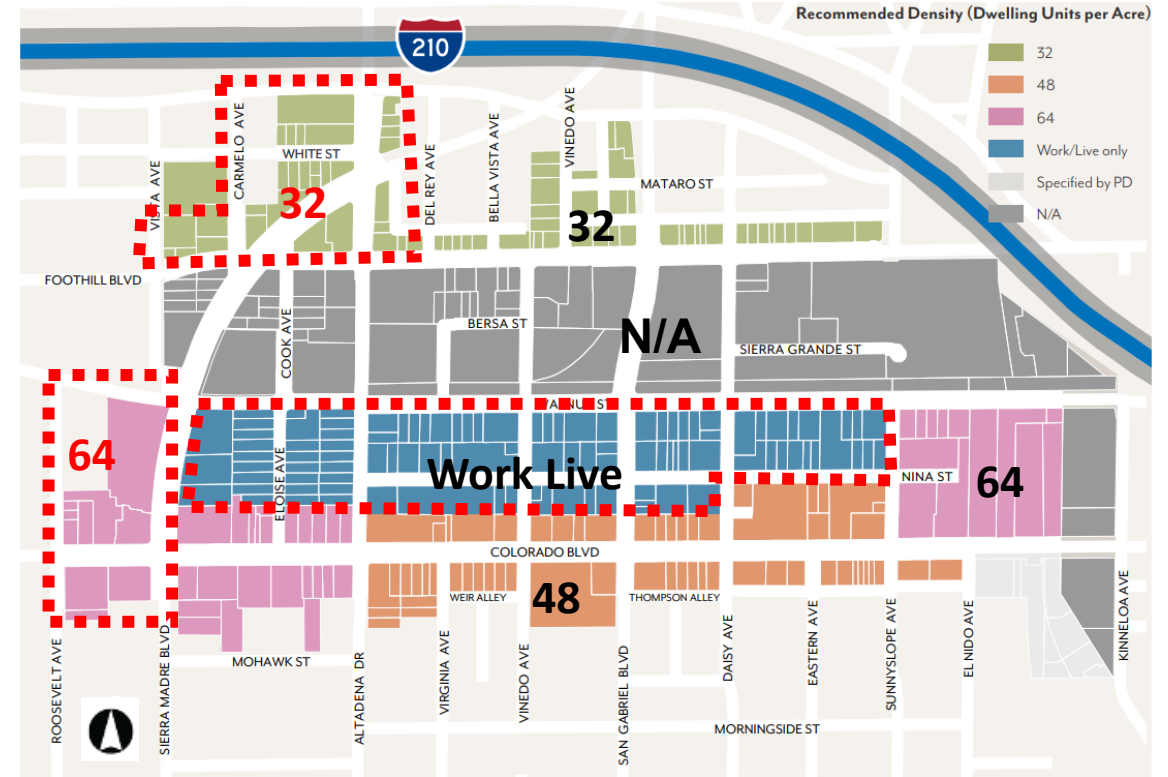 Recommended Density (Dwelling Units per Acre)
210
32
48
64
Work/Live only
Specified by PD
N/A
CARMELO AVE
WHITE ST
VISTA AVE
32
DEL REY AVE
BELLA VISTA AVE
VINEDO AVE
MATARO ST
32
FOOTHILL BLVD
COOK AVE
BERSA ST
N/A
SIERRA GRANDE ST
64
ELOISE AVE
Work Live
NINA ST
64
COLORADO BLVD
WEIR ALLEY
48
THOMPSON ALLEY
MOHAWK ST
ROOSEVELT AVE
SIERRA MADRE BLVD
ALTADENA DR
VIRGINIA AVE
VINEDO AVE
SAN GABRIEL BLVD
DAISY AVE
EASTERN AVE
SUNNYSLOPE AVE
EL NIDO AVE
KINNELOA AVE
MORNINGSIDE ST